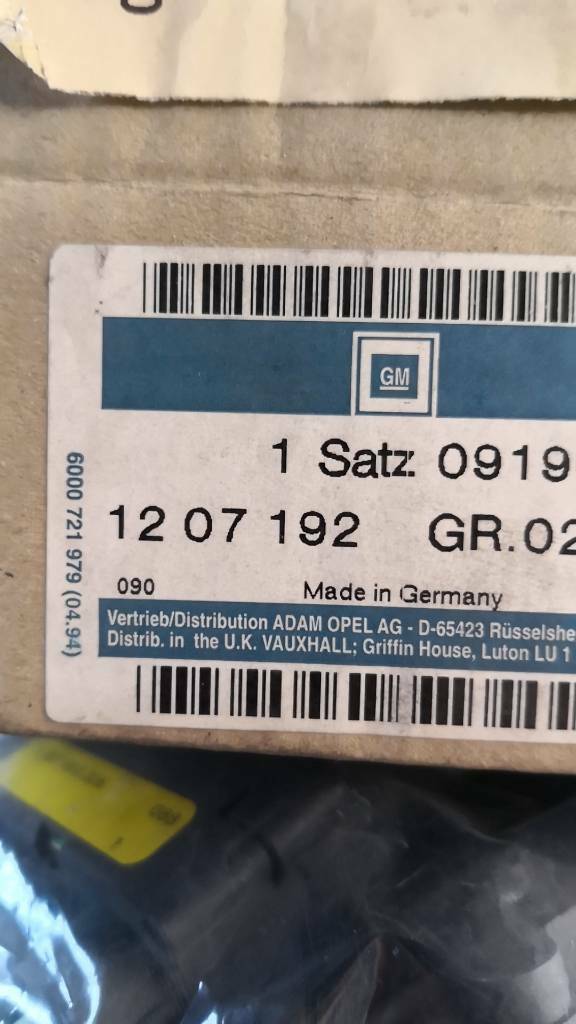 GM
1 Satz 0919
12 07 192 GR.02
090 Made in Germany
Vertrieb/Distribution ADAM OPEL AG - D-65423 Rüsselshe
Distrib. in the U.K. VAUXHALL; Griffin House, Luton LU 1
6000 721 979 (04.94)